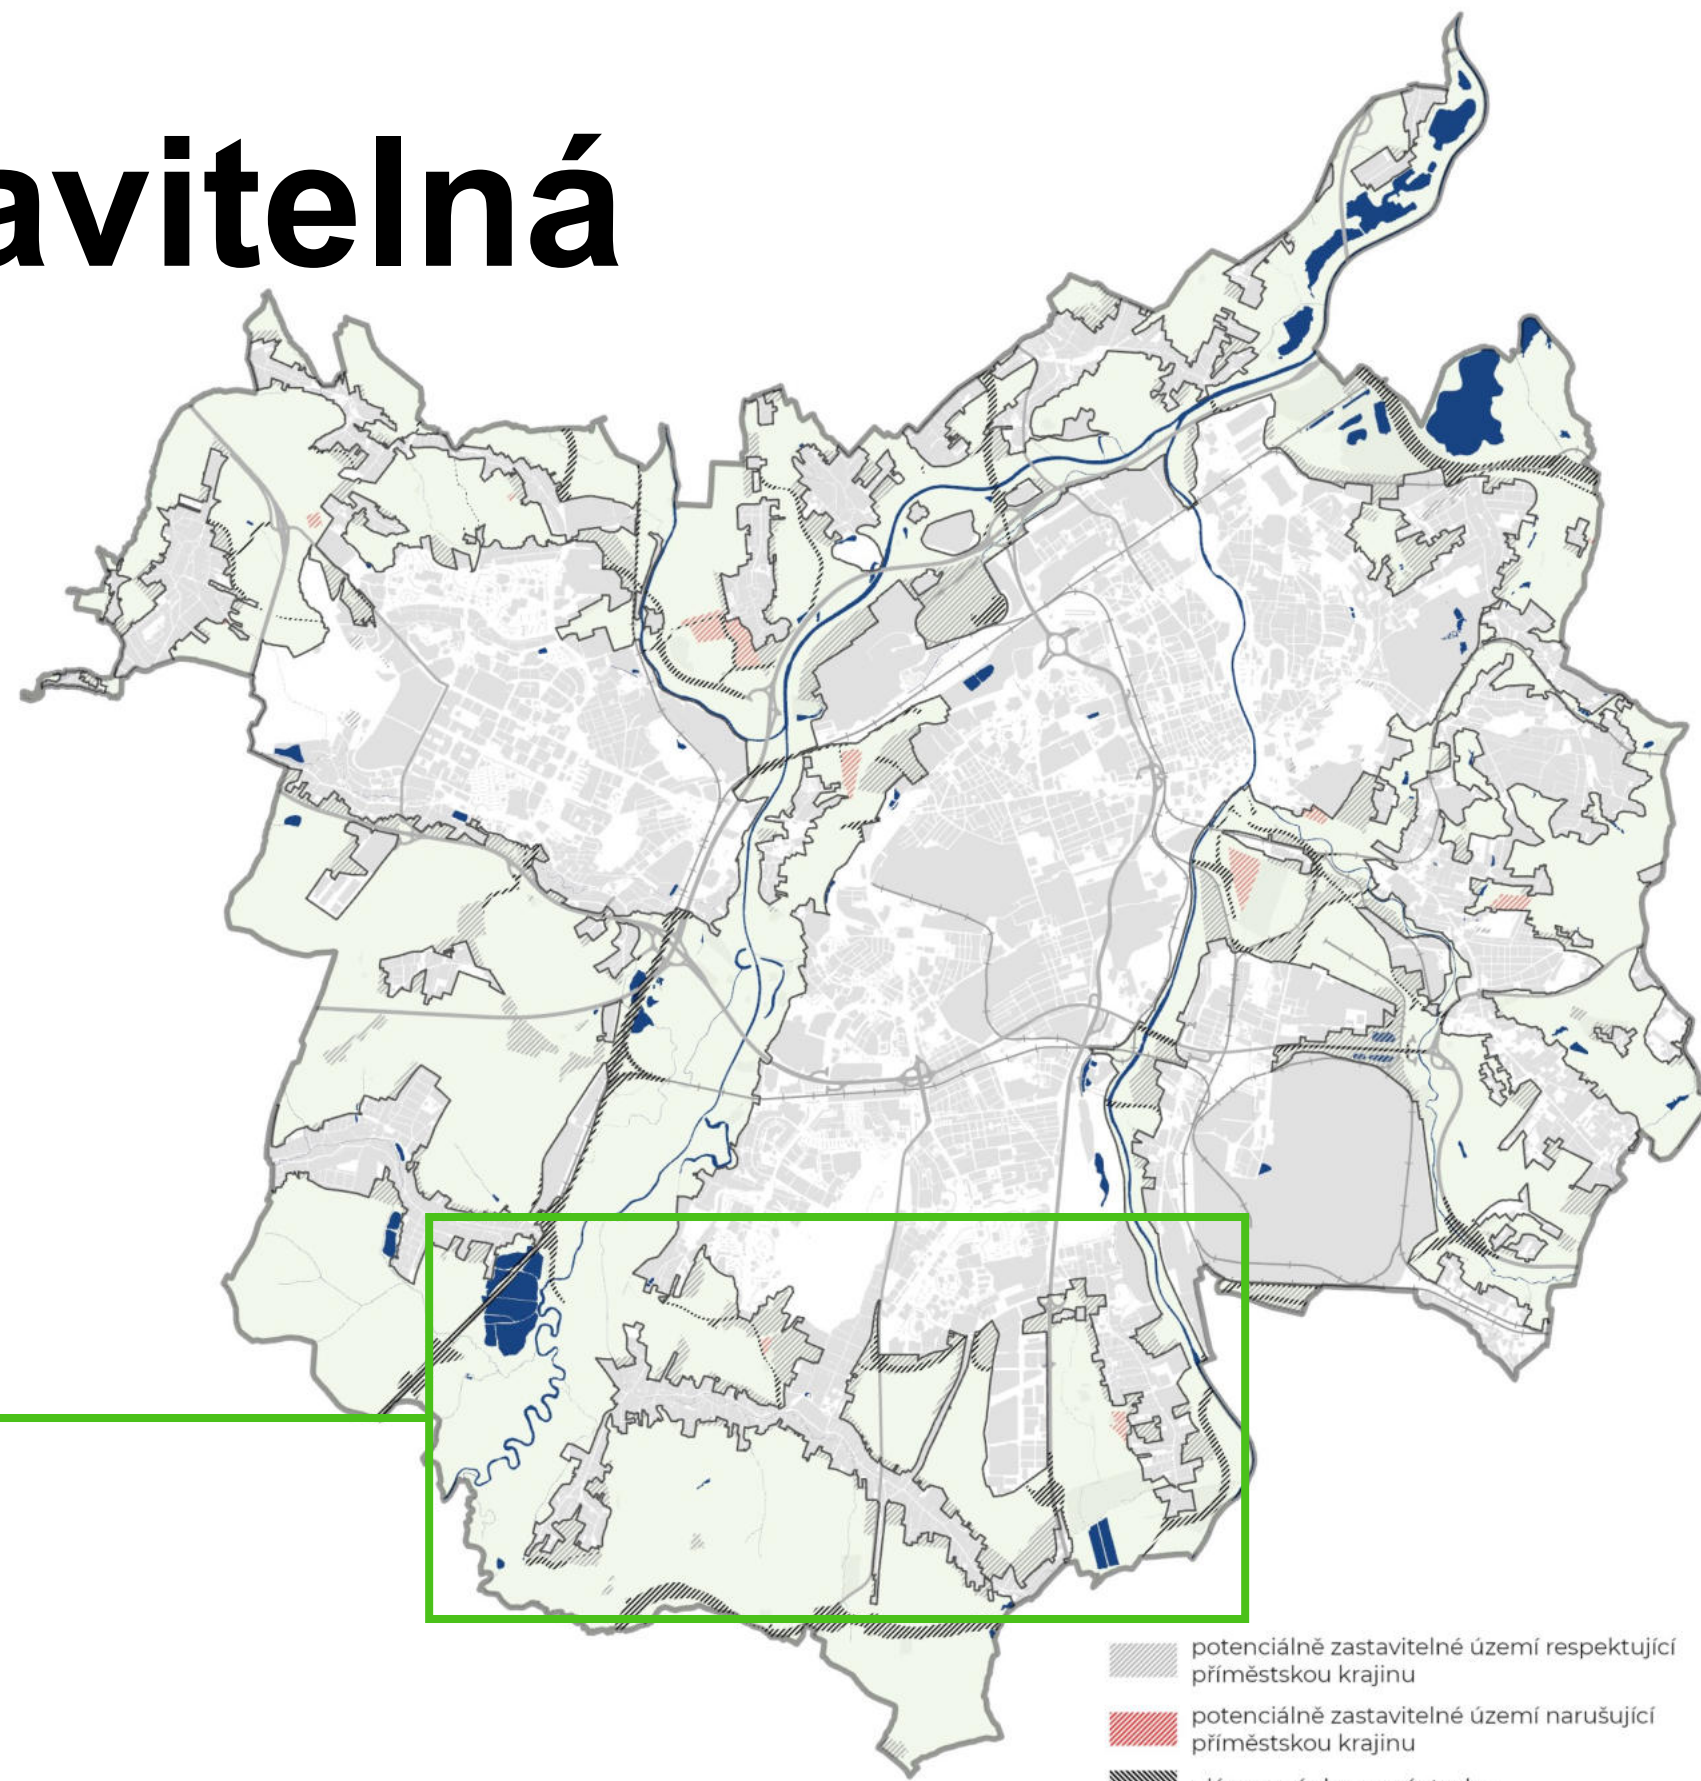 avitelná
potenciálně zastavitelné území respektující
příměstskou krajinu
potenciálně zastavitelné území narušující
příměstskou krajinu